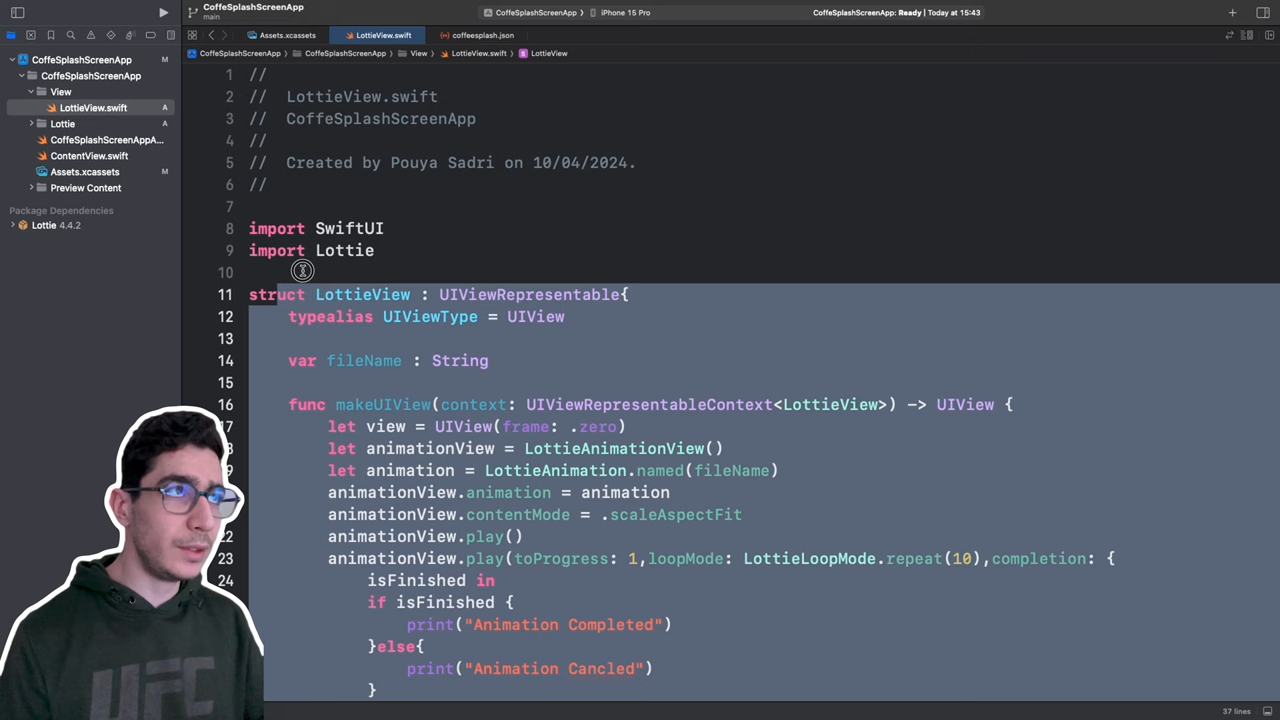 CoffeSplashScreenApp
main
CoffeSplashScreenApp
iPhone 15 Pro
CoffeSplashScreenApp: Ready | Today at 15:43
Assets.xcassets
LottieView.swift
coffeesplash.json
CoffeSplashScreenApp
CoffeSplashScreenApp
View
LottieView.swift
LottieView
CoffeSplashScreenApp M
CoffeSplashScreenApp
View
LottieView.swift A
Lottie A
CoffeSplashScreenAppA...
ContentView.swift
Assets.xcassets M
Preview Content
Package Dependencies
Lottie 4.4.2
1 //
2 // LottieView.swift
3 // CoffeSplashScreenApp
4 //
5 // Created by Pouya Sadri on 10/04/2024.
6 //
7
8 import SwiftUI
9 import Lottie
10
11 struct LottieView : UIViewRepresentable{
12 typealias UIViewType = UIView
13
14 var fileName : String
15
16 func makeUIView(context: UIViewRepresentableContext<LottieView>) -> UIView {
17 let view = UIView(frame: .zero)
8 let animationView = LottieAnimationView()
9 let animation = LottieAnimation.named(fileName)
animationView.animation = animation
animationView.contentMode = .scaleAspectFit
22 animationView.play()
23 animationView.play(toProgress: 1,loopMode: LottieLoopMode.repeat(10),completion: {
24 isFinished in
if isFinished {
print("Animation Completed")
}else{
print("Animation Cancled")
}
UFC
37 lines